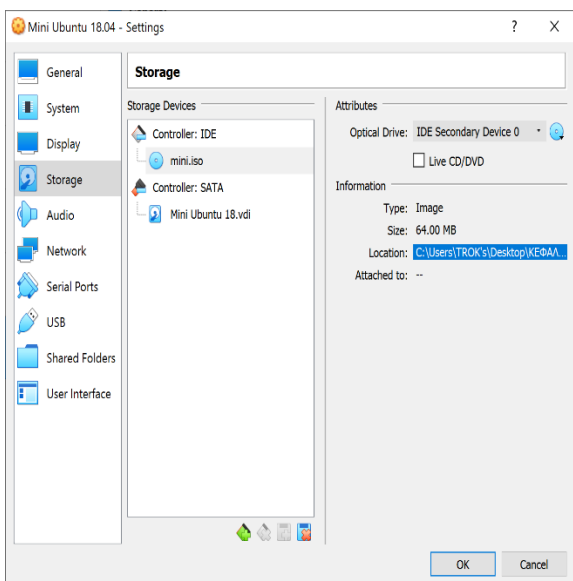 Mini Ubuntu 18.04 - Settings
?
X
General
System
Display
Storage
Audio
Network
Serial Ports
USB
Shared Folders
User Interface
Storage
Storage Devices
Controller: IDE
mini.iso
Controller: SATA
Mini Ubuntu 18.vdi
Attributes
Optical Drive: IDE Secondary Device 0
Live CD/DVD
Information
Type: Image
Size: 64.00 MB
Location: C:\Users\TROK's\Desktop\ΚΕΦΑΛ...
Attached to: --
OK
Cancel